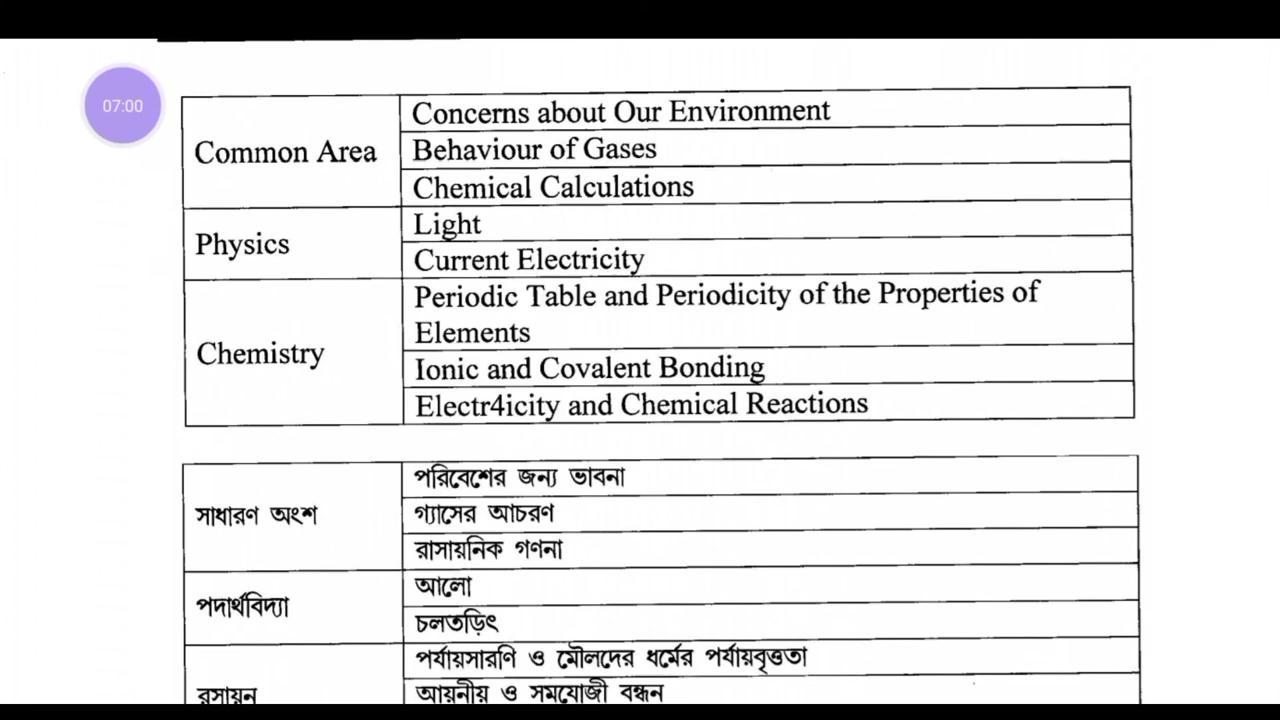 07:00
Common Area
Concerns about Our Environment
Behaviour of Gases
Chemical Calculations
Physics
Light
Current Electricity
Chemistry
Periodic Table and Periodicity of the Properties of
Elements
Ionic and Covalent Bonding
Electr4icity and Chemical Reactions
সাধারণ অংশ
পরিবেশের জন্য ভাবনা
গ্যাসের আচরণ
রাসায়নিক গণনা
পদার্থবিদ্যা
আলো
চলতড়িৎ
রসায়ন
পর্যায়সারণি ও মৌলদের ধর্মের পর্যায়বৃত্ততা
আয়নীয় ও সমযোজী বন্ধন